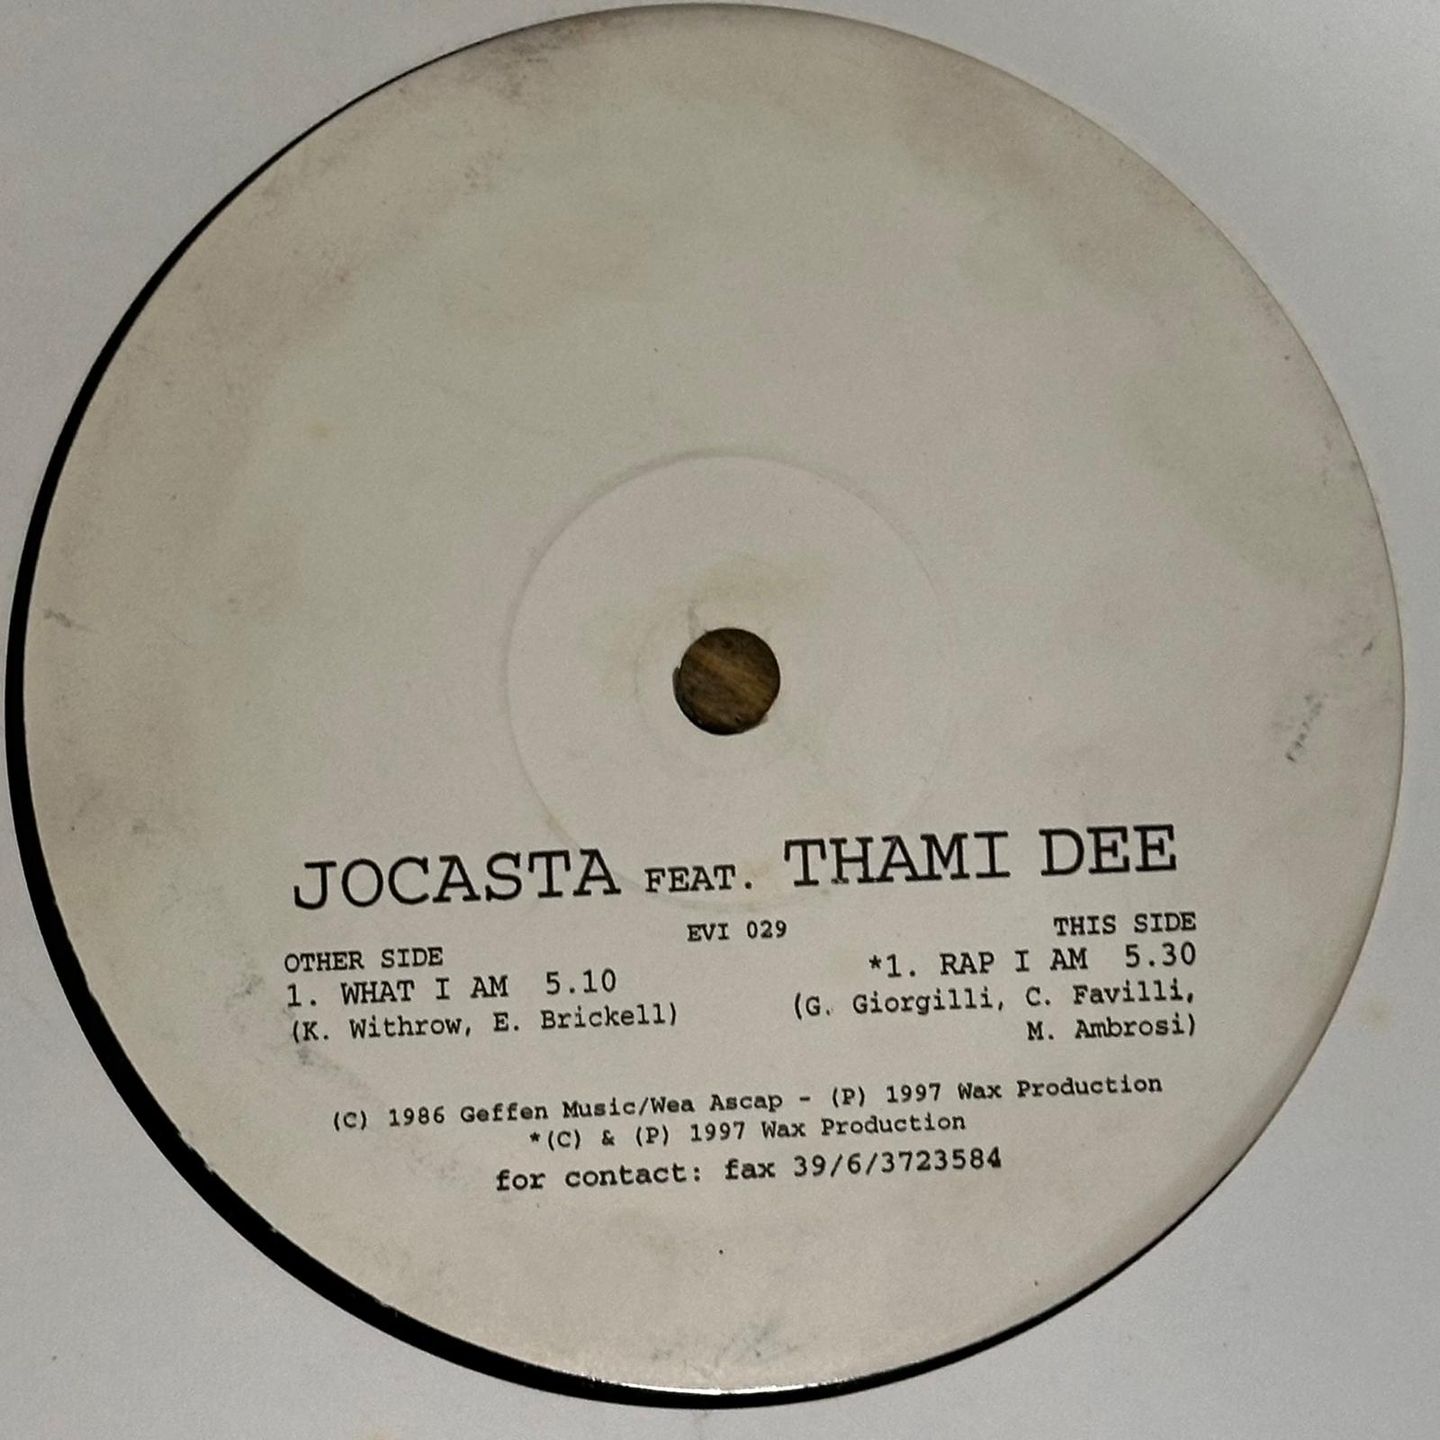 JOCASTA FEAT. THAMI DEE
EVI 029
OTHER SIDE
1. WHAT I AM 5.10
(K. Withrow, E. Brickell)
THIS SIDE
*1. RAP I AM 5.30
(G. Giorgilli, C. Favilli,
M. Ambrosi)
(C) 1986 Geffen Music/Wea Ascap - (P) 1997 Wax Production
*(C) & (P) 1997 Wax Production
for contact: fax 39/6/3723584